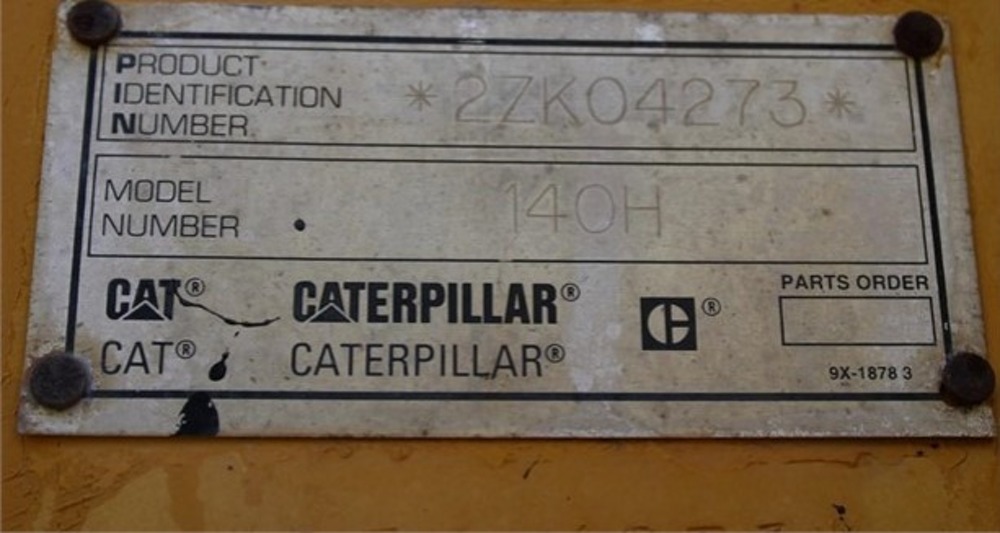 PRODUCT
IDENTIFICATION
NUMBER
*2ZK04273*
MODEL
NUMBER
140H
CAT® CATERPILLAR® ®
CAT® CATERPILLAR®
PARTS ORDER
9X-1878 3